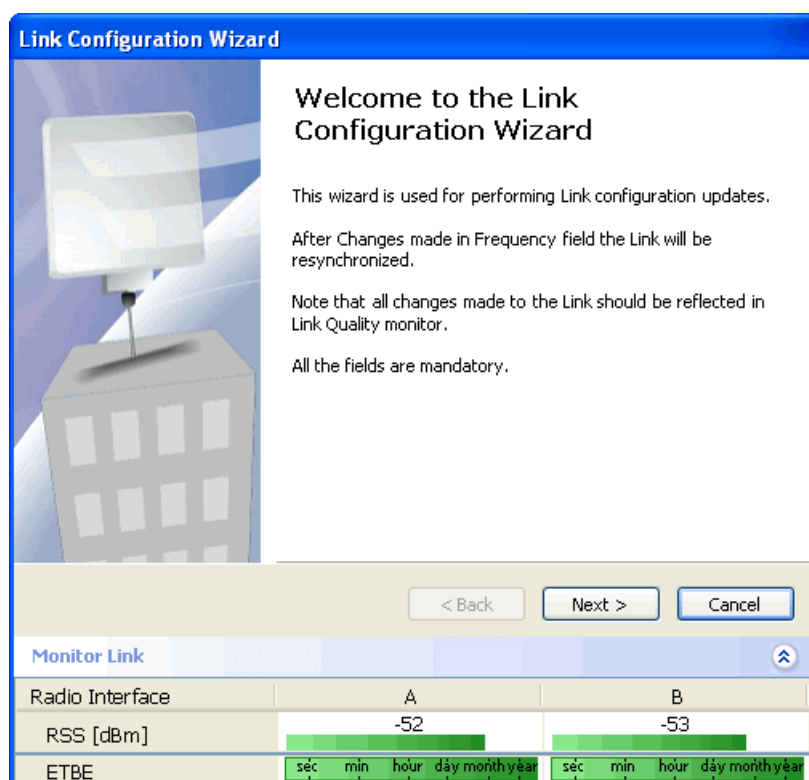 Link Configuration Wizard
Welcome to the Link
Configuration Wizard
This wizard is used for performing Link configuration updates.
After Changes made in Frequency field the Link will be
resynchronized.
Note that all changes made to the Link should be reflected in
Link Quality monitor.
All the fields are mandatory.
< Back Next > Cancel
Monitor Link
Radio Interface A B
RSS [dBm] -52 -53
ETBE sec min hour day month year sec min hour day month year